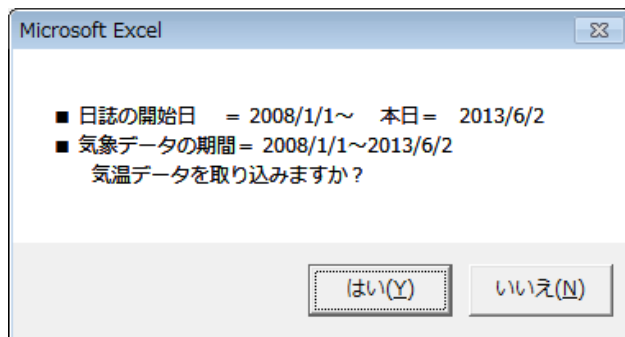 Microsoft Excel
■ 日誌の開始日　= 2008/1/1～　本日=　2013/6/2
■ 気象データの期間= 2008/1/1～2013/6/2
気温データを取り込みますか？
はい(Y)　いいえ(N)